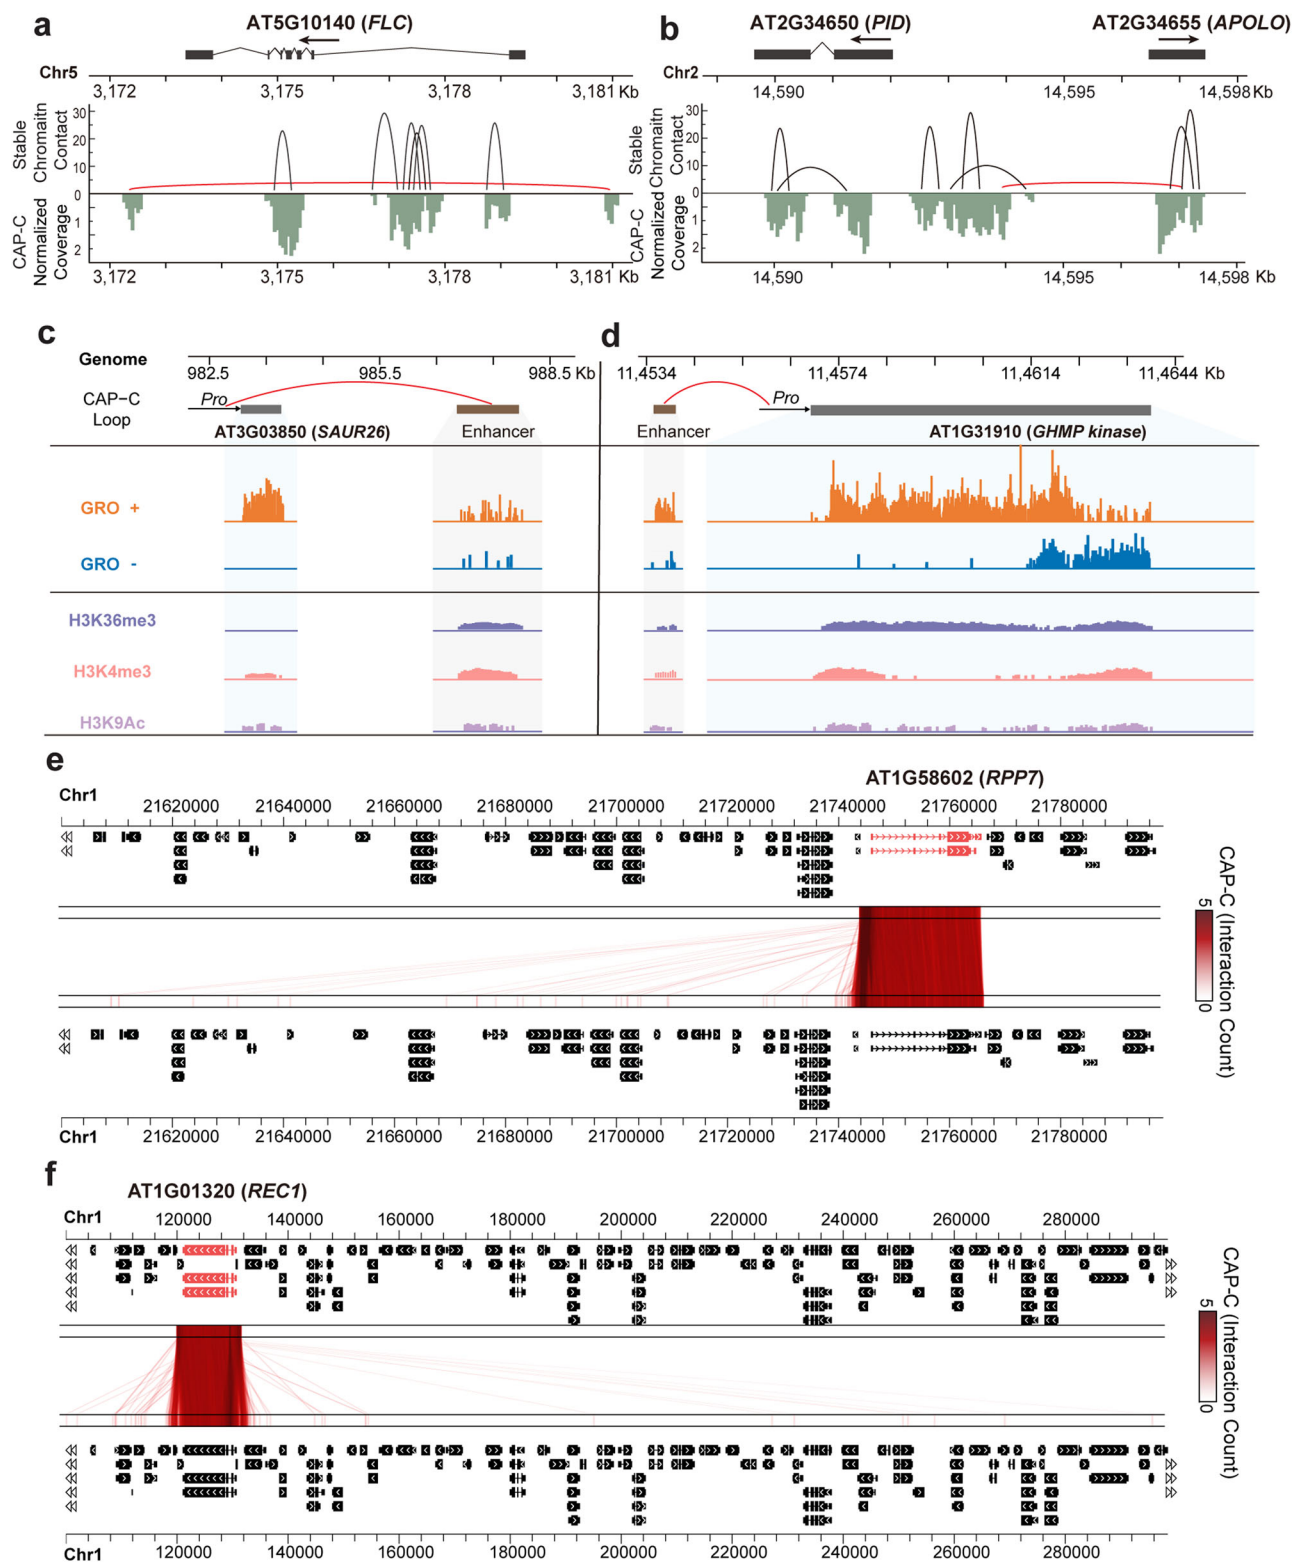 a
AT5G10140 (FLC)
Chr5
3,172 3,175 3,178 3,181 Kb
Stable
Chromaitn
Contact
30
20
10
0
CAP-C
Normalized
Coverage
1
2
3,172 3,175 3,178 3,181 Kb
b
AT2G34650 (PID) AT2G34655 (APOLO)
Chr2
14,590 14,595 14,598 Kb
Stable
Chromaitn
Contact
30
20
10
0
CAP-C
Normalized
Coverage
1
2
14,590 14,595 14,598 Kb
c
Genome
982.5 985.5 988.5 Kb
CAP-C
Loop
Pro
AT3G03850 (SAUR26) Enhancer
d
11,4534 11,4574 11,4614 11,4644 Kb
Pro
Enhancer AT1G31910 (GHMP kinase)
GRO +
GRO -
H3K36me3
H3K4me3
H3K9Ac
e
AT1G58602 (RPP7)
Chr1
21620000 21640000 21660000 21680000 21700000 21720000 21740000 21760000 21780000
CAP-C (Interaction Count)
5
0
Chr1
21620000 21640000 21660000 21680000 21700000 21720000 21740000 21760000 21780000
f
AT1G01320 (REC1)
Chr1
120000 140000 160000 180000 200000 220000 240000 260000 280000
CAP-C (Interaction Count)
5
0
Chr1
120000 140000 160000 180000 200000 220000 240000 260000 280000